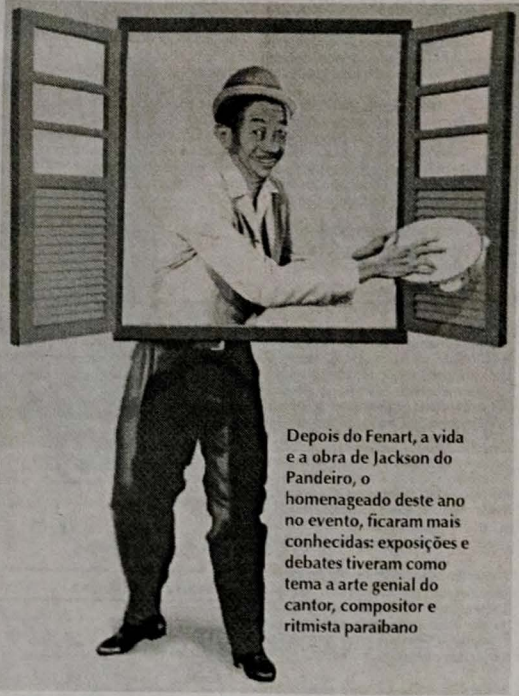 Depois do Fenart, a vida
e a obra de Jackson do
Pandeiro, o
homenageado deste ano
no evento, ficaram mais
conhecidas: exposições e
debates tiveram como
tema a arte genial do
cantor, compositor e
ritmista paraibano